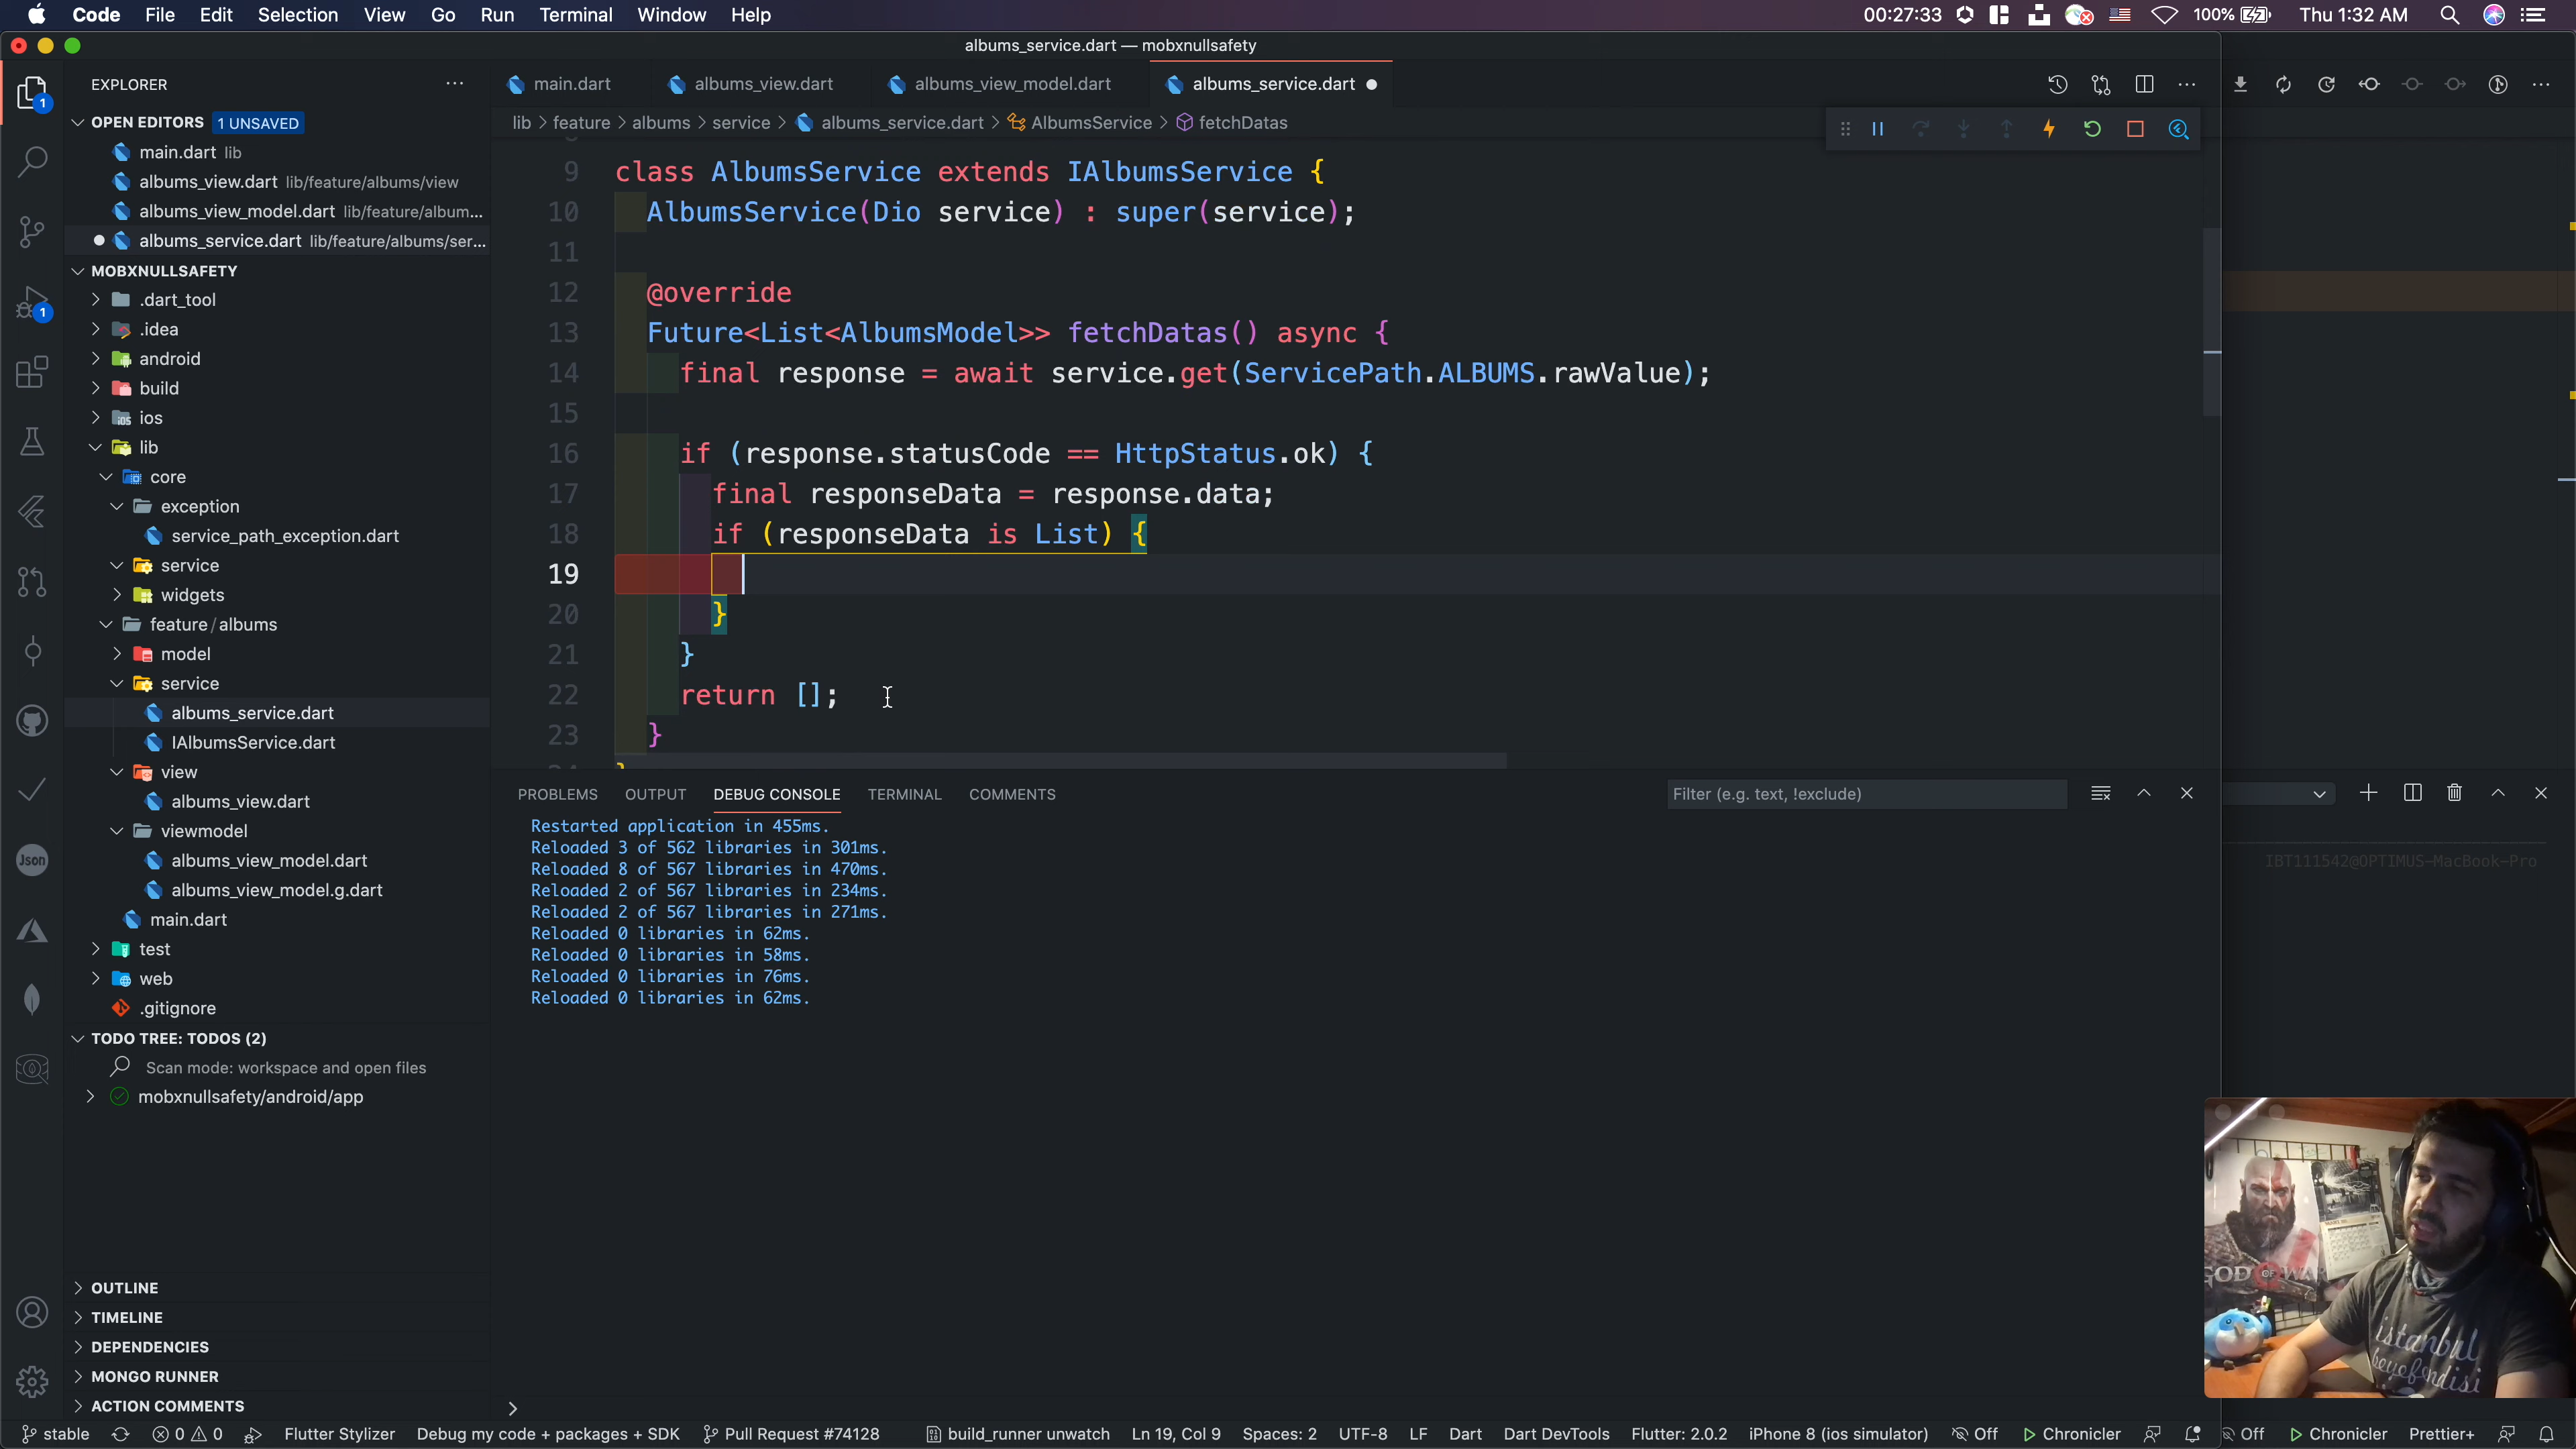 Code File Edit Selection View Go Run Terminal Window Help 00:27:33 100% Thu 1:32 AM
albums_service.dart — mobxnullsafety
EXPLORER
main.dart albums_view.dart albums_view_model.dart albums_service.dart
OPEN EDITORS 1 UNSAVED
lib > feature > albums > service > albums_service.dart > AlbumsService > fetchDatas
main.dart lib
albums_view.dart lib/feature/albums/view
albums_view_model.dart lib/feature/album...
albums_service.dart lib/feature/albums/ser...
MOBXNULLSAFETY
.dart_tool
.idea
android
build
ios
lib
core
exception
service_path_exception.dart
service
widgets
feature/albums
model
service
albums_service.dart
IAlbumsService.dart
view
albums_view.dart
viewmodel
albums_view_model.dart
albums_view_model.g.dart
main.dart
test
web
.gitignore
TODO TREE: TODOS (2)
Scan mode: workspace and open files
mobxnullsafety/android/app
OUTLINE
TIMELINE
DEPENDENCIES
MONGO RUNNER
ACTION COMMENTS
1
1
Json
9 class AlbumsService extends IAlbumsService {
10 AlbumsService(Dio service) : super(service);
11
12 @override
13 Future<List<AlbumsModel>> fetchDatas() async {
14 final response = await service.get(ServicePath.ALBUMS.rawValue);
15
16 if (response.statusCode == HttpStatus.ok) {
17 final responseData = response.data;
18 if (responseData is List) {
19
20 }
21 }
22 return [];
23 }
PROBLEMS OUTPUT DEBUG CONSOLE TERMINAL COMMENTS Filter (e.g. text, !exclude)
Restarted application in 455ms.
Reloaded 3 of 562 libraries in 301ms.
Reloaded 8 of 567 libraries in 470ms.
Reloaded 2 of 567 libraries in 234ms.
Reloaded 2 of 567 libraries in 271ms.
Reloaded 0 libraries in 62ms.
Reloaded 0 libraries in 58ms.
Reloaded 0 libraries in 76ms.
Reloaded 0 libraries in 62ms.
IBT111542@OPTIMUS-MacBook-Pro
GOD OF WAR
istanbul
beyefendisi
stable 0 0 Flutter Stylizer Debug my code + packages + SDK Pull Request #74128 build_runner unwatch Ln 19, Col 9 Spaces: 2 UTF-8 LF Dart Dart DevTools Flutter: 2.0.2 iPhone 8 (ios simulator) Off Chronicler Off Chronicler Prettier+